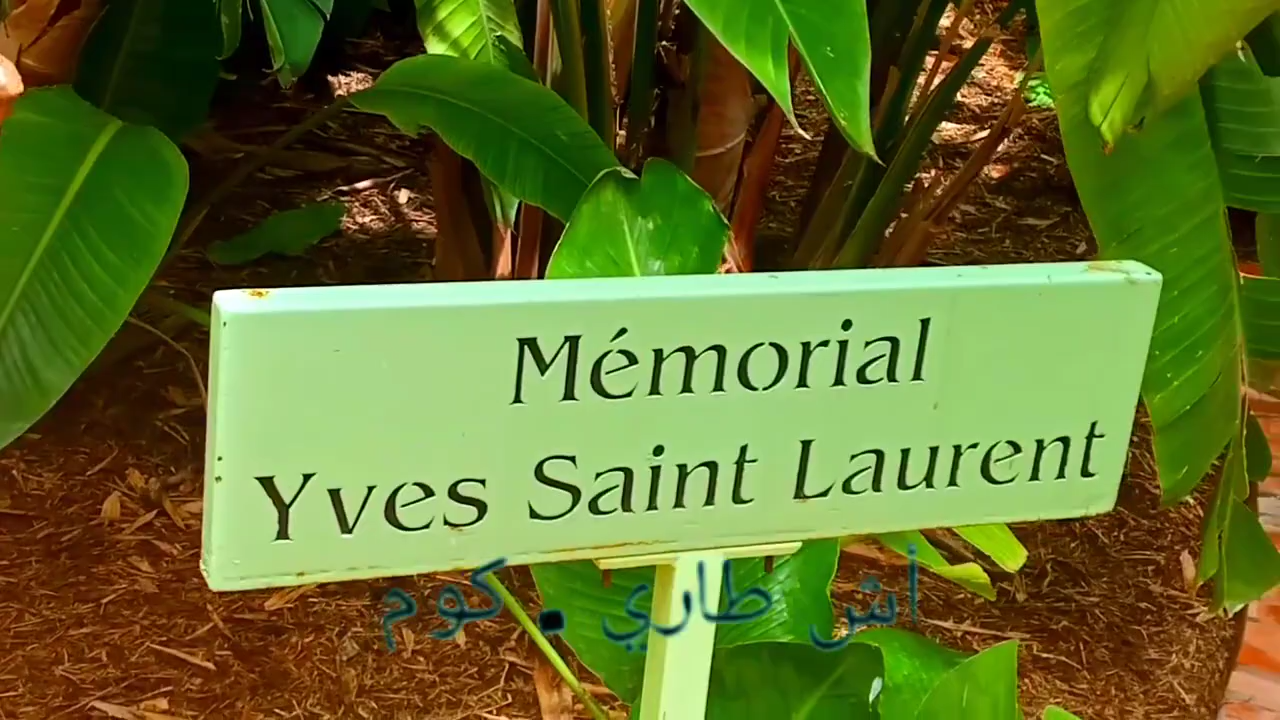 Mémorial
Yves Saint Laurent
أش طاري . كوم